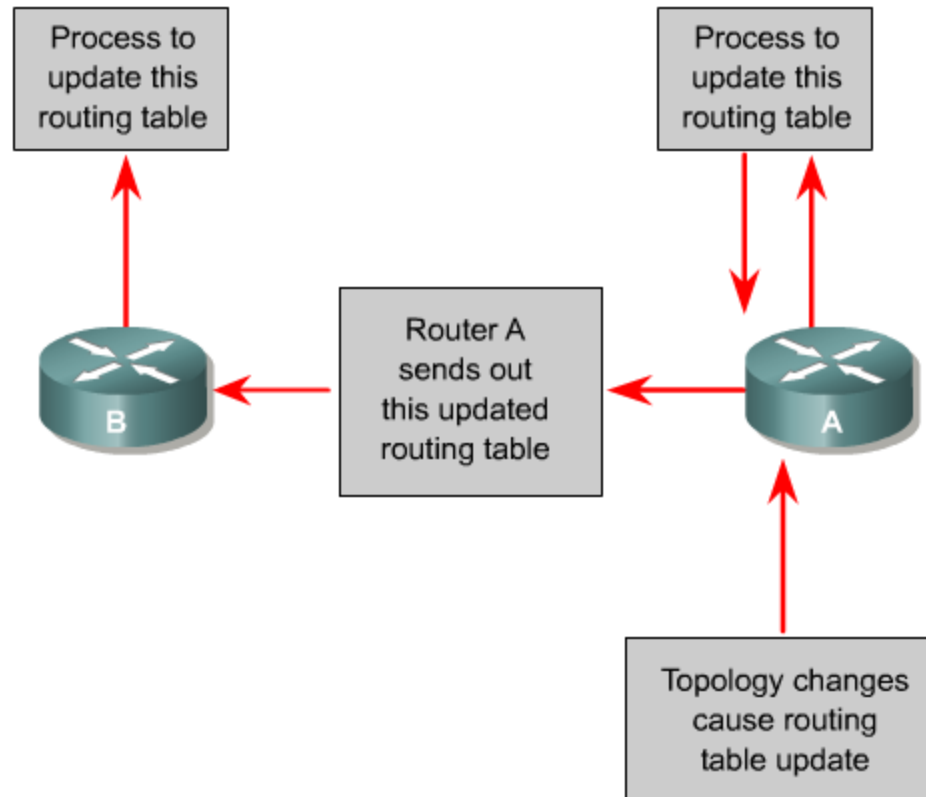 Process to
update this
routing table
Process to
update this
routing table
Router A
sends out
this updated
routing table
B
A
Topology changes
cause routing
table update